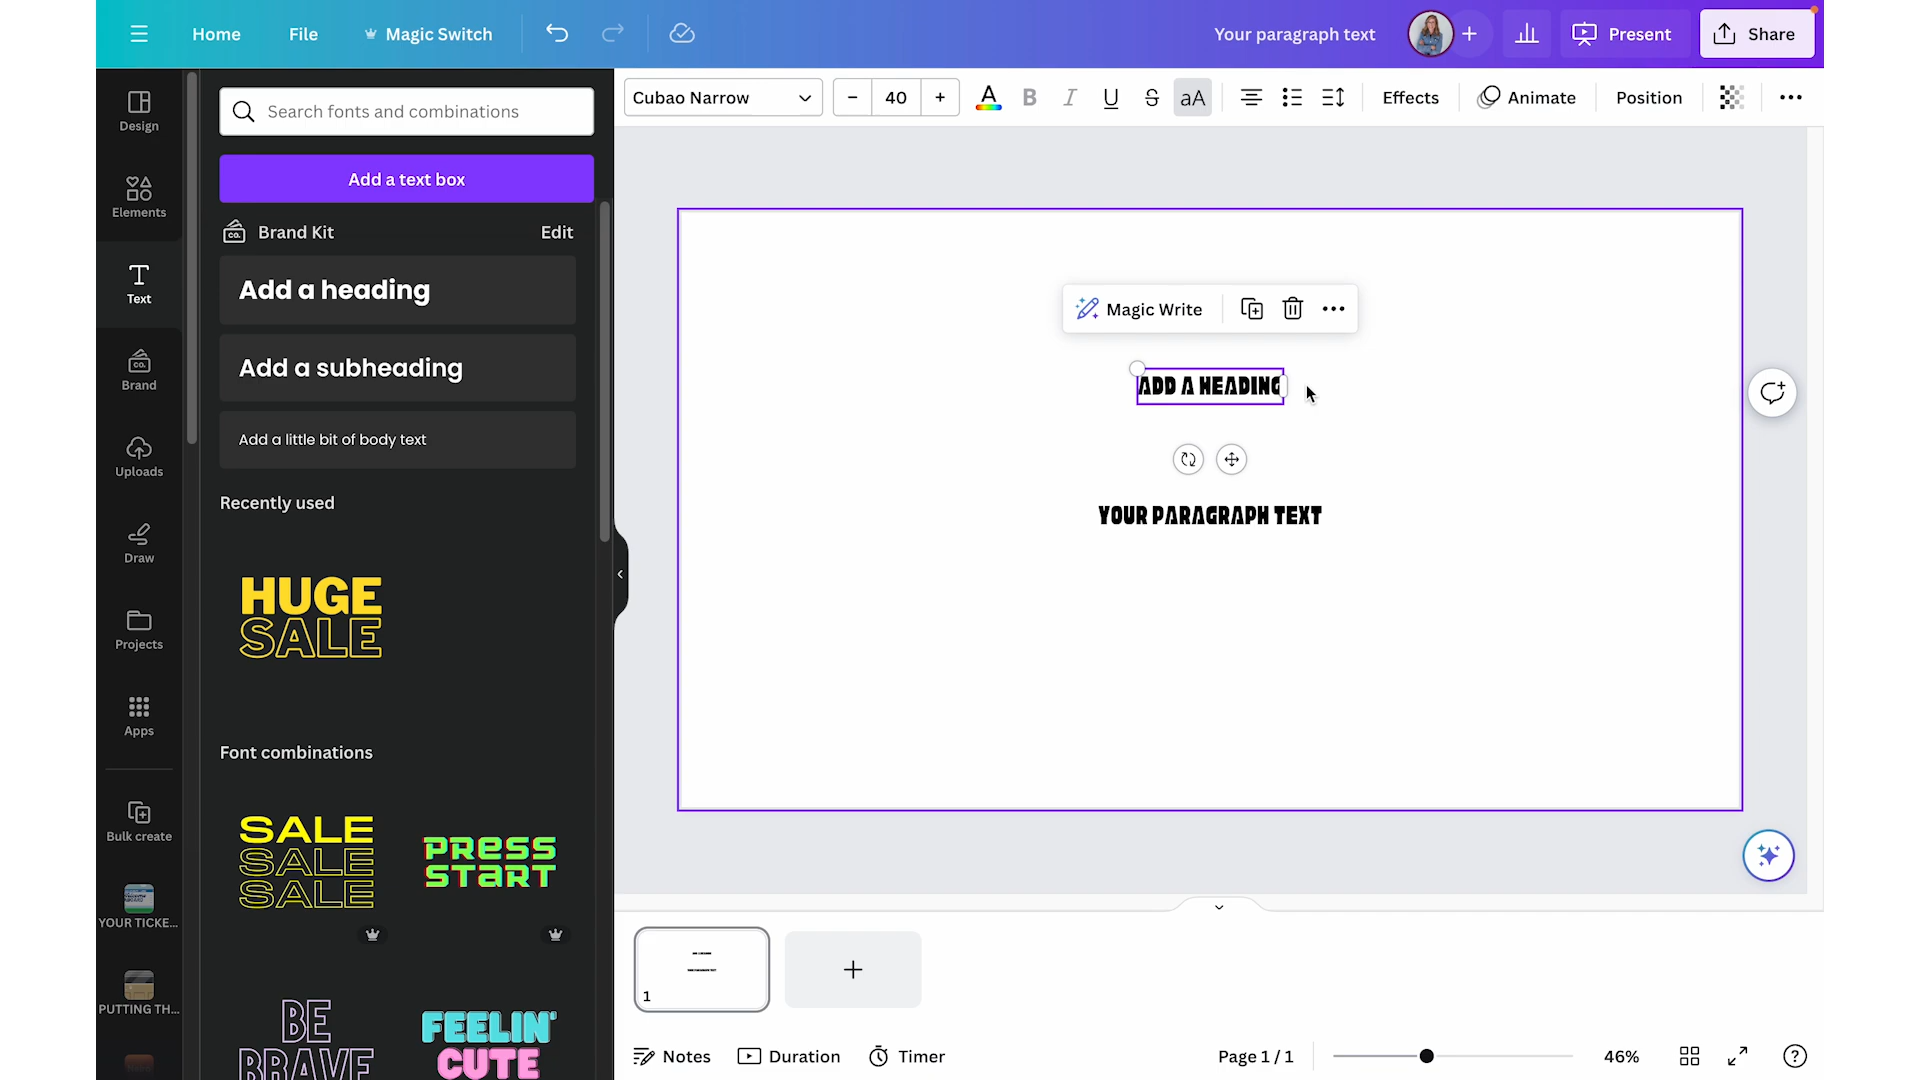 Home File Magic Switch Your paragraph text Present Share
Design
Elements
Text
Brand
Uploads
Draw
Projects
Apps
Bulk create
YOUR TICKE...
PUTTING TH...
Search fonts and combinations
Add a text box
Brand Kit Edit
Add a heading
Add a subheading
Add a little bit of body text
Recently used
HUGE
SALE
Font combinations
SALE
SALE
SALE
PRESS
START
BE
BRAVE
FEELIN'
CUTE
Cubao Narrow - 40 + A B I U S aA Effects Animate Position
Magic Write
ADD A HEADING
YOUR PARAGRAPH TEXT
1
Notes Duration Timer Page 1 / 1 46%